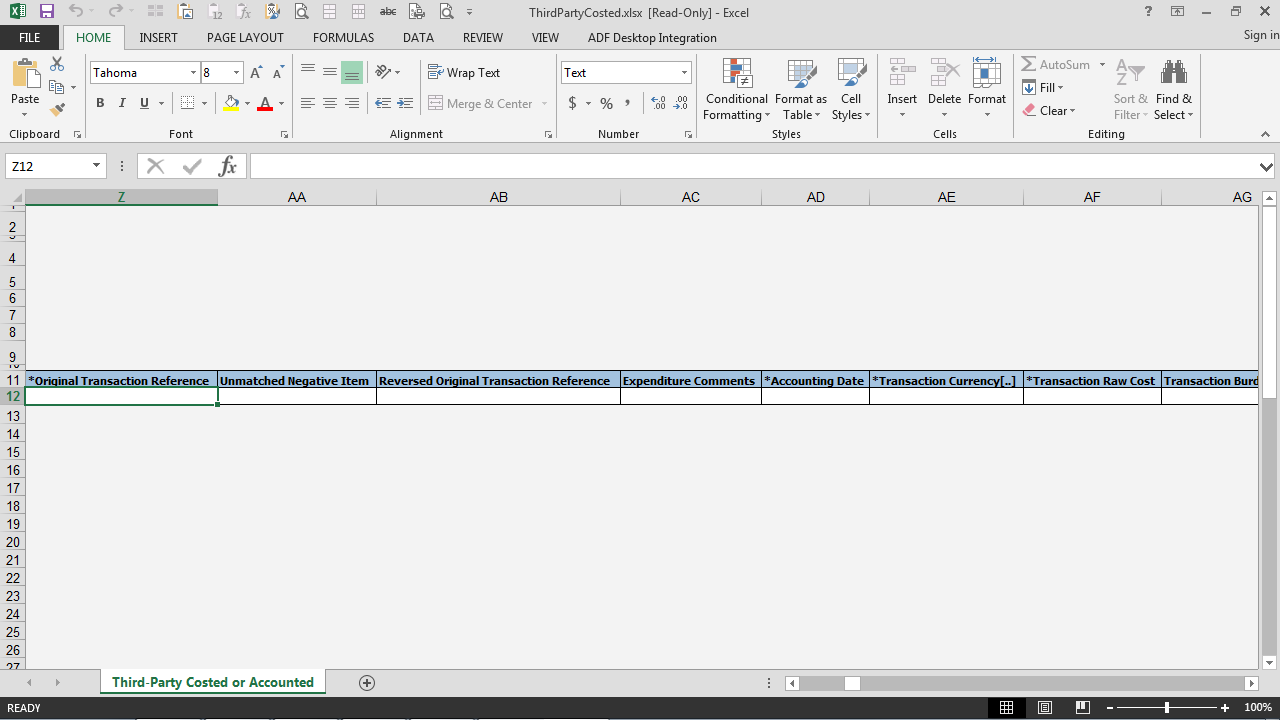 ThirdPartyCosted.xlsx [Read-Only] - Excel
FILE HOME INSERT PAGE LAYOUT FORMULAS DATA REVIEW VIEW ADF Desktop Integration Sign in
Tahoma 8 Wrap Text Text AutoSum
Paste Conditional Formatting Format as Table Cell Styles Insert Delete Format Fill Sort & Filter Find & Select
B I U Merge & Center $ % , Clear
Clipboard Font Alignment Number Styles Cells Editing
Z12 fx
Z AA AB AC AD AE AF AG
2
4
5
6
7
8
9
11 *Original Transaction Reference Unmatched Negative Item Reversed Original Transaction Reference Expenditure Comments *Accounting Date *Transaction Currency[..] *Transaction Raw Cost Transaction Burd
12
13
14
15
16
17
18
19
20
21
22
23
24
25
26
27
Third-Party Costed or Accounted
READY 100%